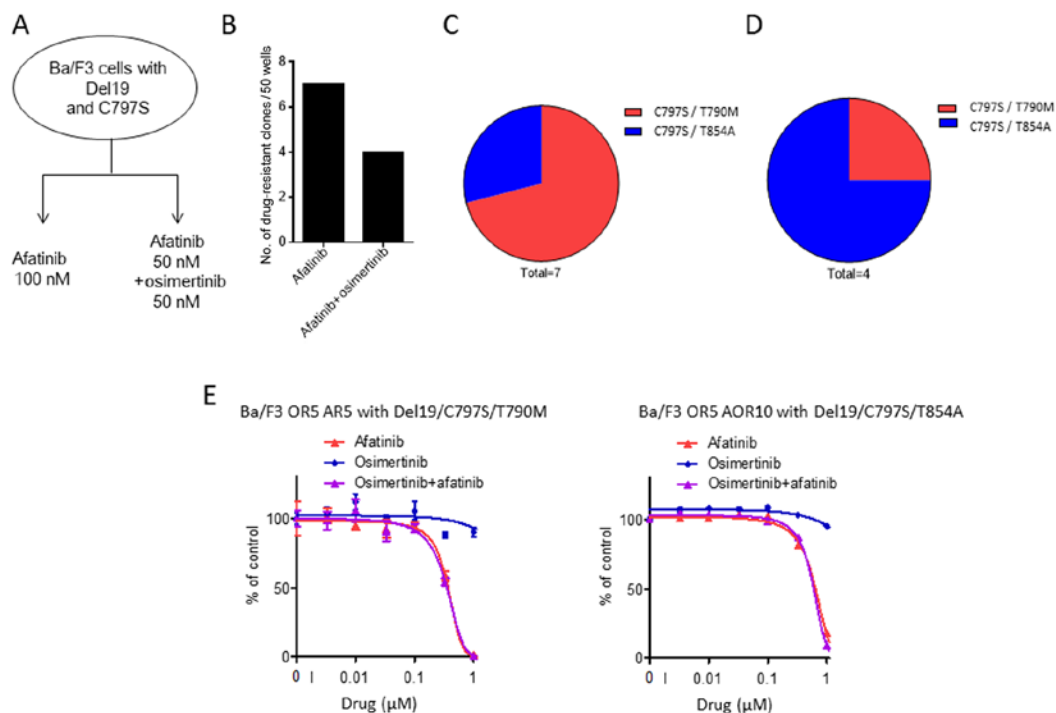 A
Ba/F3 cells with
Del19
and C797S
Afatinib
100 nM
Afatinib
50 nM
+osimertinib
50 nM
B
No. of drug-resistant clones/50 wells
8
6
4
2
0
Afatinib
Afatinib+osimertinib
C
C797S / T790M
C797S / T854A
Total=7
D
C797S / T790M
C797S / T854A
Total=4
E
Ba/F3 OR5 AR5 with Del19/C797S/T790M
Afatinib
Osimertinib
Osimertinib+afatinib
% of control
100
50
0
0
0.01
0.1
1
Drug (μM)
Ba/F3 OR5 AOR10 with Del19/C797S/T854A
Afatinib
Osimertinib
Osimertinib+afatinib
% of control
100
50
0
0
0.01
0.1
1
Drug (μM)